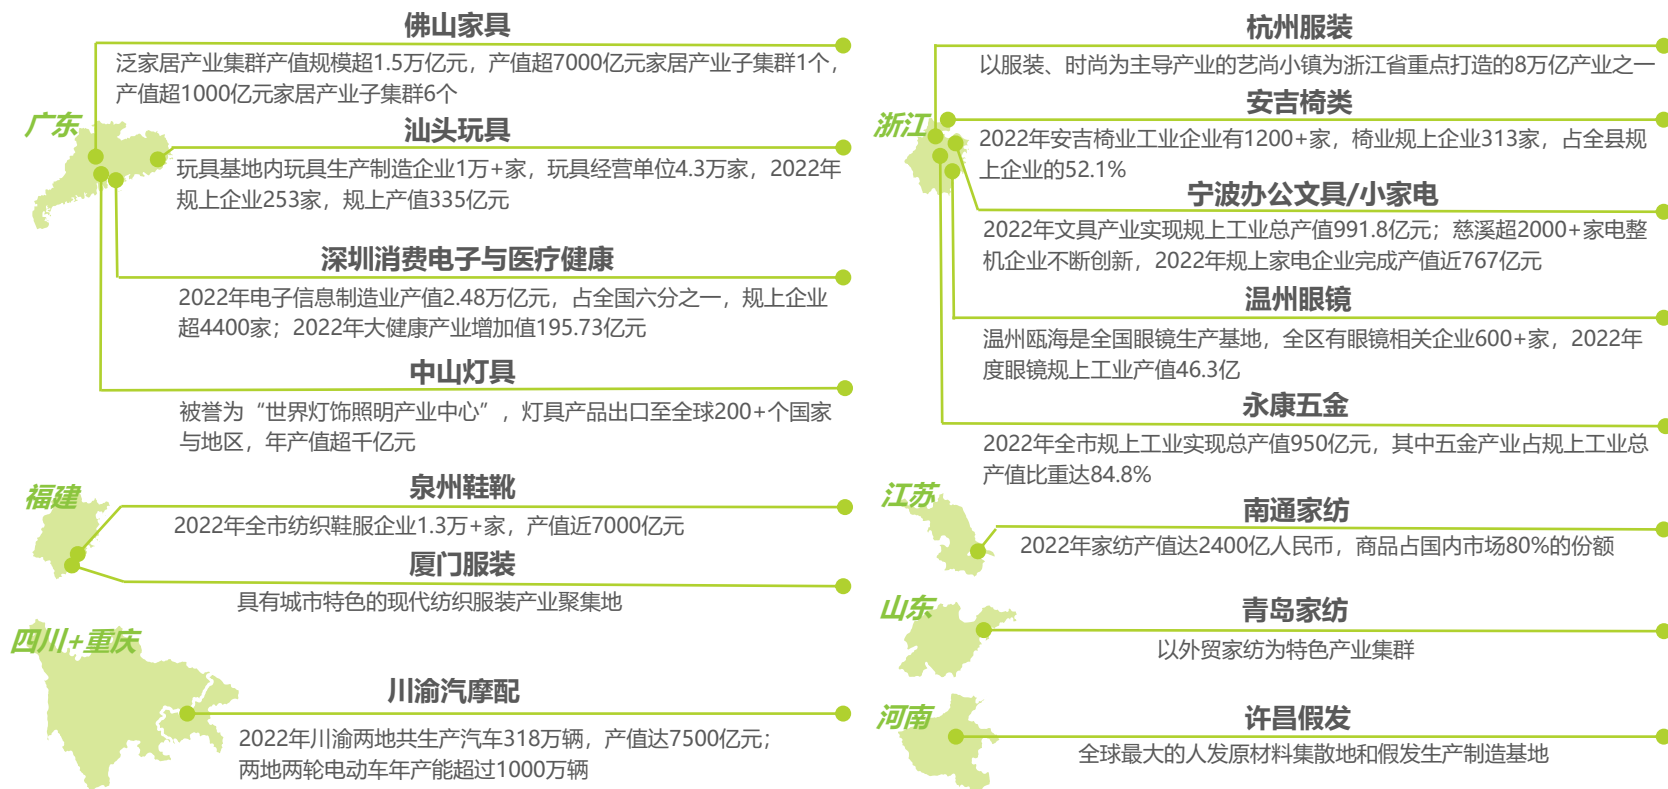 佛山家具
泛家居产业集群产值规模超1.5万亿元，产值超7000亿元家居产业子集群1个，
产值超1000亿元家居产业子集群6个
广东
汕头玩具
玩具基地内玩具生产制造企业1万+家，玩具经营单位4.3万家，2022年
规上企业253家，规上产值335亿元
深圳消费电子与医疗健康
2022年电子信息制造业产值2.48万亿元，占全国六分之一，规上企业
超4400家；2022年大健康产业增加值195.73亿元
中山灯具
被誉为“世界灯饰照明产业中心”，灯具产品出口至全球200+个国家
与地区，年产值超千亿元
福建
泉州鞋靴
2022年全市纺织鞋服企业1.3万+家，产值近7000亿元
厦门服装
具有城市特色的现代纺织服装产业聚集地
四川+重庆
川渝汽摩配
2022年川渝两地共生产汽车318万辆，产值达7500亿元；
两地两轮电动车年产能超过1000万辆
杭州服装
以服装、时尚为主导产业的艺尚小镇为浙江省重点打造的8万亿产业之一
浙江
安吉椅类
2022年安吉椅业工业企业有1200+家，椅业规上企业313家，占全县规
上企业的52.1%
宁波办公文具/小家电
2022年文具产业实现规上工业总产值991.8亿元；慈溪超2000+家电整
机企业不断创新，2022年规上家电企业完成产值近767亿元
温州眼镜
温州瓯海是全国眼镜生产基地，全区有眼镜相关企业600+家，2022年
度眼镜规上工业产值46.3亿
永康五金
2022年全市规上工业实现总产值950亿元，其中五金产业占规上工业总
产值比重达84.8%
江苏
南通家纺
2022年家纺产值达2400亿人民币，商品占国内市场80%的份额
山东
青岛家纺
以外贸家纺为特色产业集群
河南
许昌假发
全球最大的人发原材料集散地和假发生产制造基地